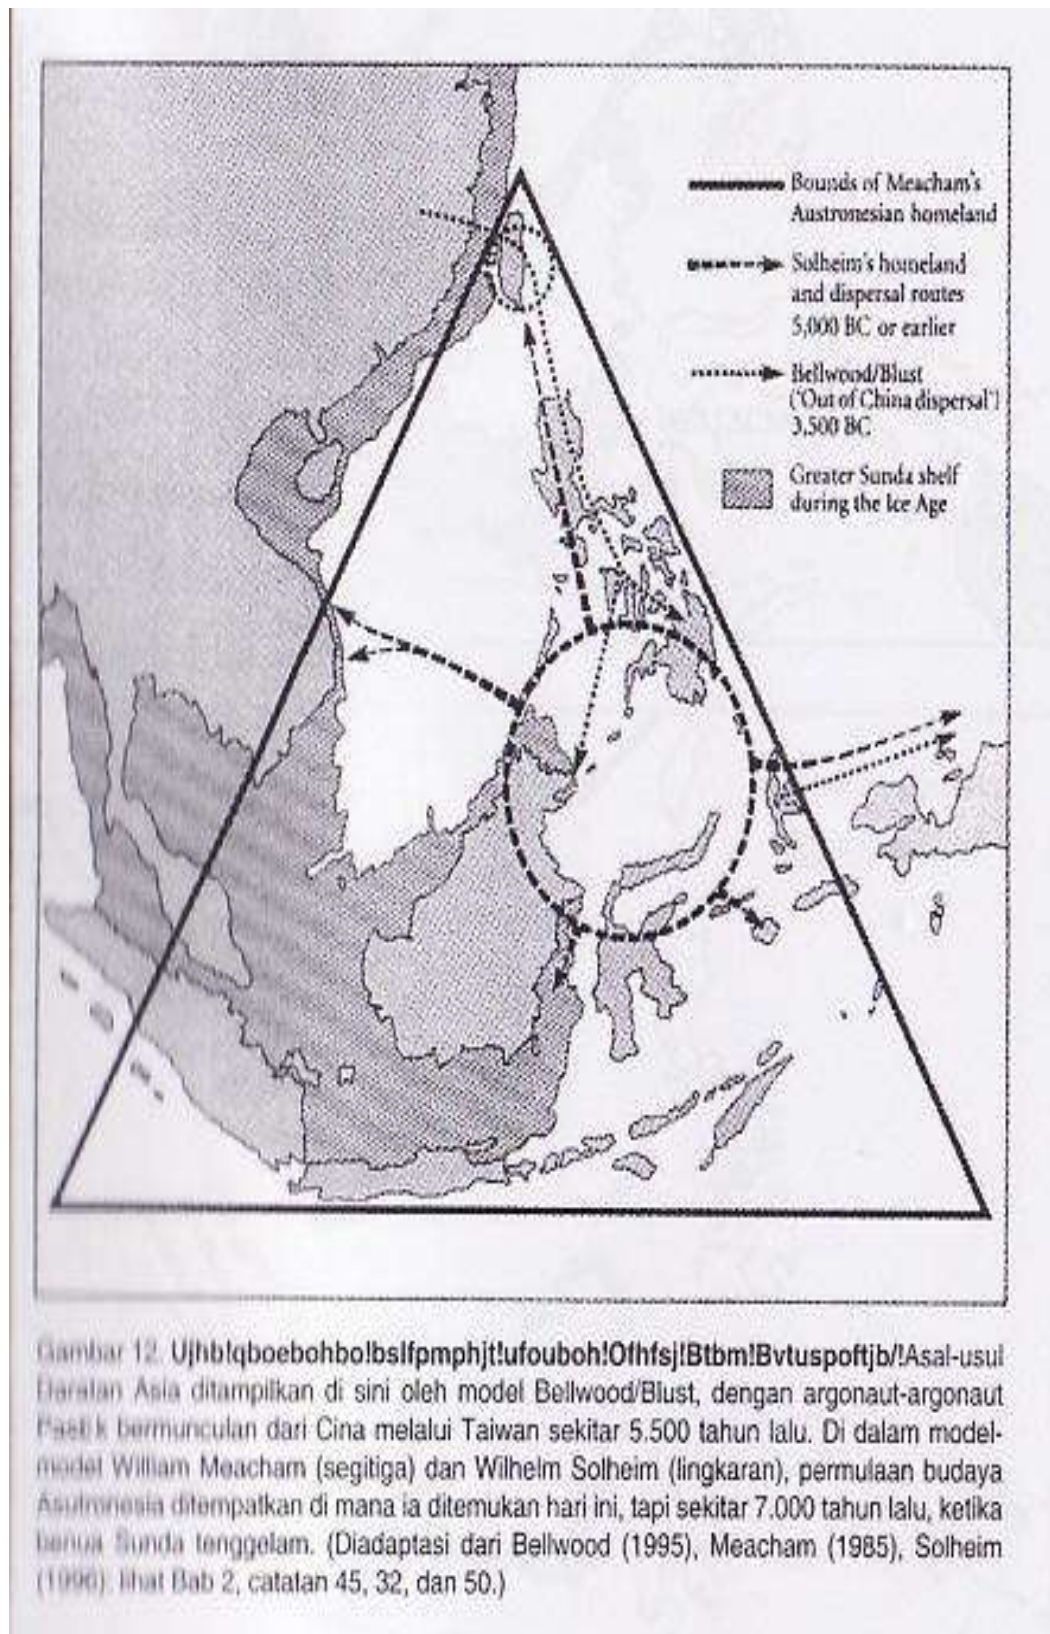 Bounds of Meacham's
Austronesian homeland
Solheim's homeland
and dispersal routes
5,000 BC or earlier
Bellwood/Blust
('Out of China dispersal')
3,500 BC
Greater Sunda shelf
during the Ice Age
Gambar 12. Ujhb!qboebohbo!bslfpmphjt!ufouboh!Ofhfsj!Btbm!Bvtuspoftjb/!Asal-usul
Daratan Asia ditampilkan di sini oleh model Bellwood/Blust, dengan argonaut-argonaut
Pasifik bermunculan dari Cina melalui Taiwan sekitar 5.500 tahun lalu. Di dalam model-
model William Meacham (segitiga) dan Wilhelm Solheim (lingkaran), permulaan budaya
Asutronesia ditempatkan di mana ia ditemukan hari ini, tapi sekitar 7.000 tahun lalu, ketika
benua Sunda tenggelam. (Diadaptasi dari Bellwood (1995), Meacham (1985), Solheim
(1996), lihat Bab 2, catatan 45, 32, dan 50.)